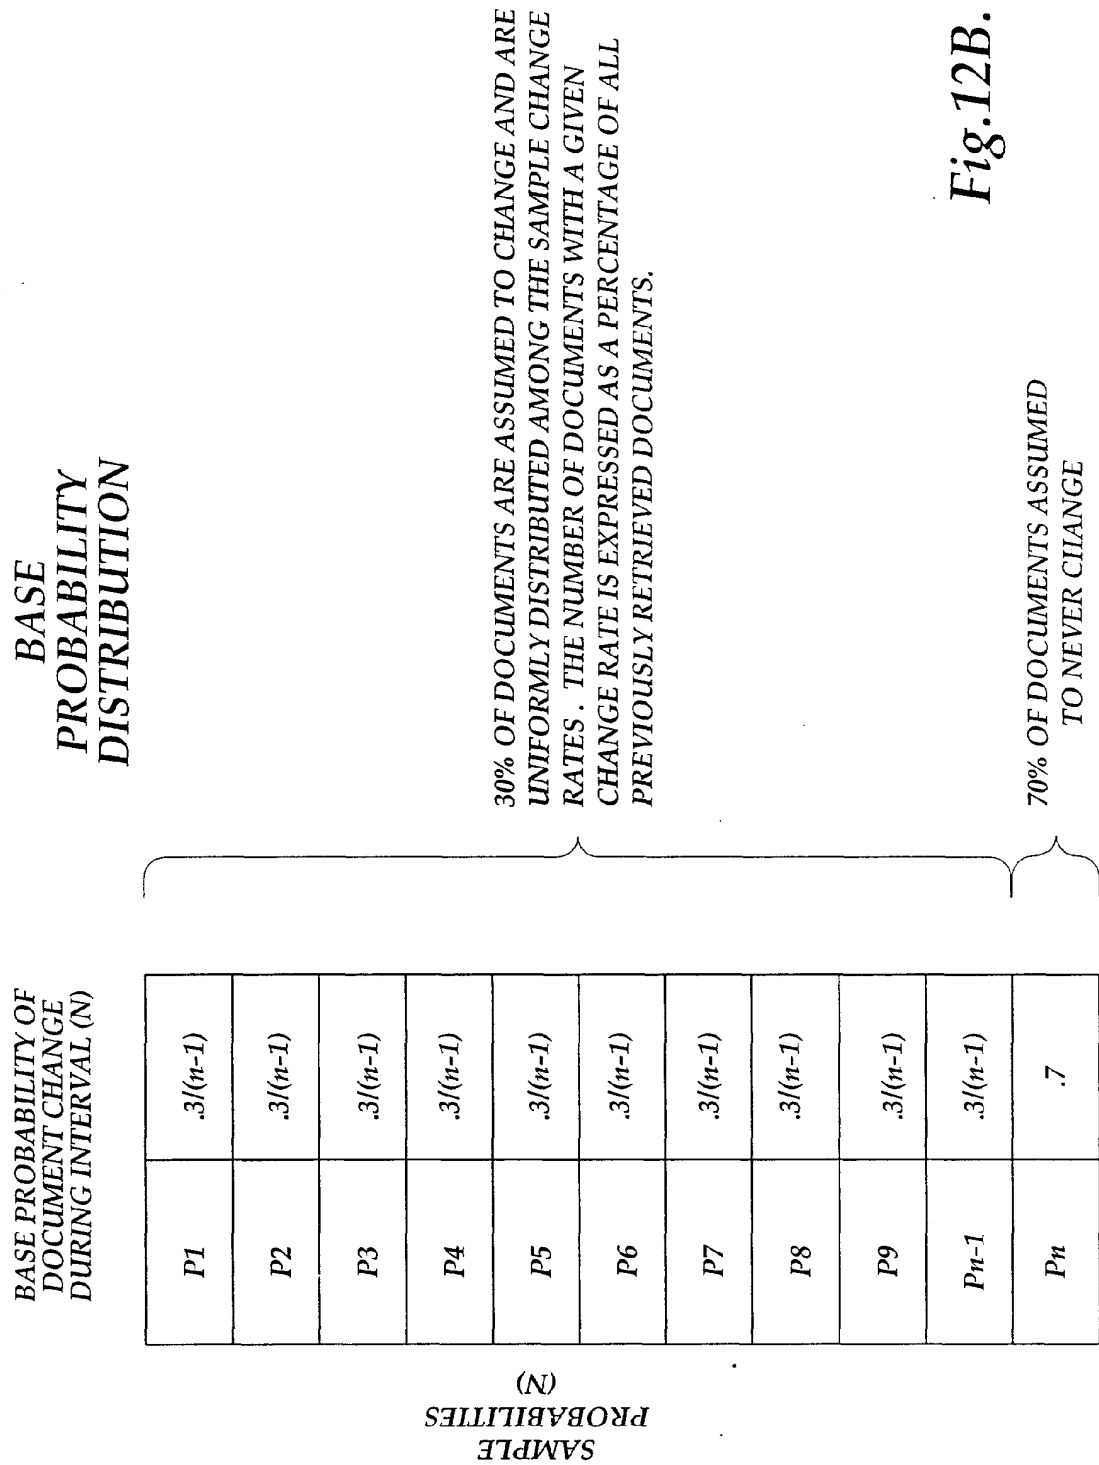 BASE
PROBABILITY
DISTRIBUTION
BASE PROBABILITY OF
DOCUMENT CHANGE
DURING INTERVAL (N)
SAMPLE
PROBABILITIES
(N)
P1 .3/(n-1)
P2 .3/(n-1)
P3 .3/(n-1)
P4 .3/(n-1)
P5 .3/(n-1)
P6 .3/(n-1)
P7 .3/(n-1)
P8 .3/(n-1)
P9 .3/(n-1)
Pn-1 .3/(n-1)
Pn .7
30% OF DOCUMENTS ARE ASSUMED TO CHANGE AND ARE
UNIFORMLY DISTRIBUTED AMONG THE SAMPLE CHANGE
RATES . THE NUMBER OF DOCUMENTS WITH A GIVEN
CHANGE RATE IS EXPRESSED AS A PERCENTAGE OF ALL
PREVIOUSLY RETRIEVED DOCUMENTS.
70% OF DOCUMENTS ASSUMED
TO NEVER CHANGE
Fig.12B.